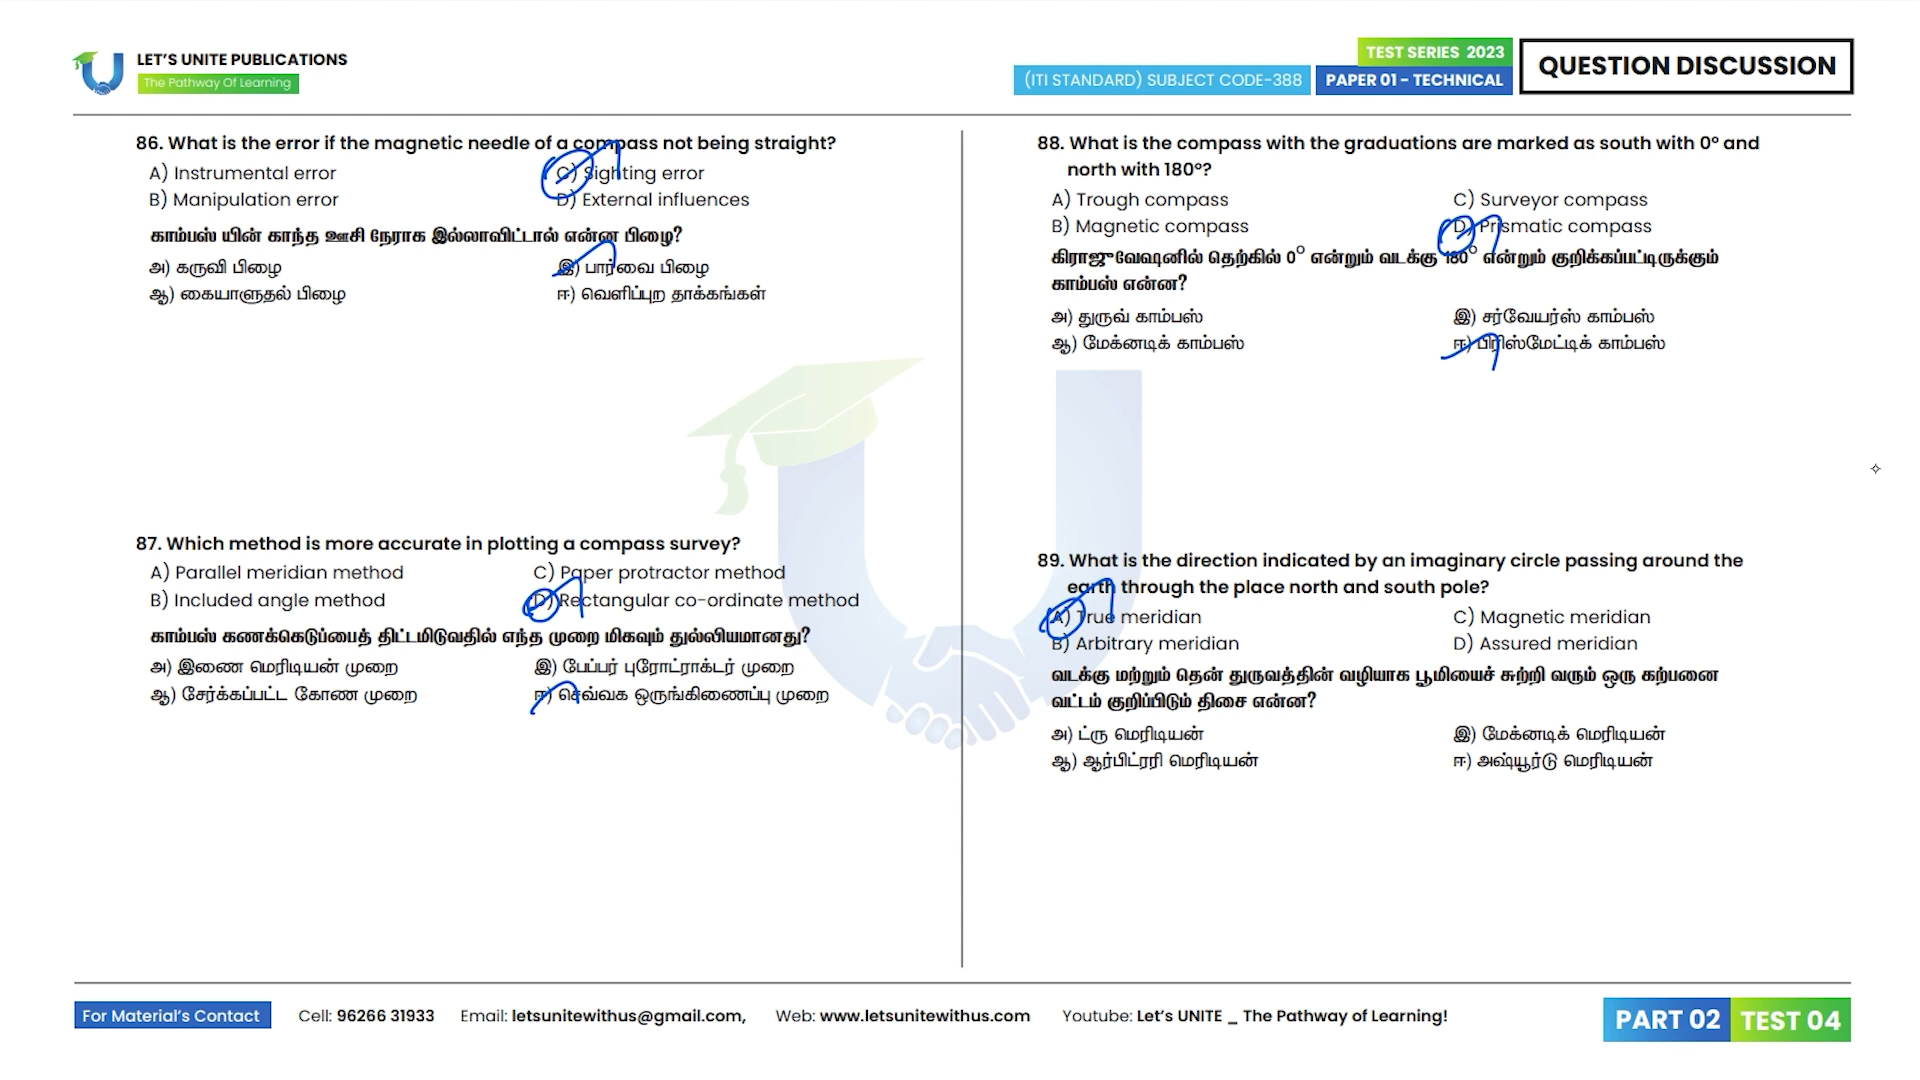 LET'S UNITE PUBLICATIONS
The Pathway Of Learning
TEST SERIES 2023
(ITI STANDARD) SUBJECT CODE-388
PAPER 01 - TECHNICAL
QUESTION DISCUSSION
86. What is the error if the magnetic needle of a compass not being straight?
A) Instrumental error
C) Sighting error
B) Manipulation error
D) External influences
காம்பஸ் யின் காந்த ஊசி நேராக இல்லாவிட்டால் என்ன பிழை?
அ) கருவி பிழை
இ) பார்வை பிழை
ஆ) கையாளுதல் பிழை
ஈ) வெளிப்புற தாக்கங்கள்
87. Which method is more accurate in plotting a compass survey?
A) Parallel meridian method
C) Paper protractor method
B) Included angle method
D) Rectangular co-ordinate method
காம்பஸ் கணக்கெடுப்பைத் திட்டமிடுவதில் எந்த முறை மிகவும் துல்லியமானது?
அ) இணை மெரிடியன் முறை
இ) பேப்பர் புரோட்ராக்டர் முறை
ஆ) சேர்க்கப்பட்ட கோண முறை
ஈ) செவ்வக ஒருங்கிணைப்பு முறை
88. What is the compass with the graduations are marked as south with 0º and
north with 180º?
A) Trough compass
C) Surveyor compass
B) Magnetic compass
D) Prismatic compass
கிராஜுவேஷனில் தெற்கில் 0º என்றும் வடக்கு 180º என்றும் குறிக்கப்பட்டிருக்கும்
காம்பஸ் என்ன?
அ) துருவ் காம்பஸ்
இ) சர்வேயர்ஸ் காம்பஸ்
ஆ) மேக்னடிக் காம்பஸ்
ஈ) பிரிஸ்மேட்டிக் காம்பஸ்
89. What is the direction indicated by an imaginary circle passing around the
earth through the place north and south pole?
A) True meridian
C) Magnetic meridian
B) Arbitrary meridian
D) Assured meridian
வடக்கு மற்றும் தென் துருவத்தின் வழியாக பூமியைச் சுற்றி வரும் ஒரு கற்பனை
வட்டம் குறிப்பிடும் திசை என்ன?
அ) ட்ரு மெரிடியன்
இ) மேக்னடிக் மெரிடியன்
ஆ) ஆர்பிட்ரரி மெரிடியன்
ஈ) அஷ்யூர்டு மெரிடியன்
For Material's Contact
Cell: 96266 31933
Email: letsunitewithus@gmail.com,
Web: www.letsunitewithus.com
Youtube: Let's UNITE _ The Pathway of Learning!
PART 02
TEST 04